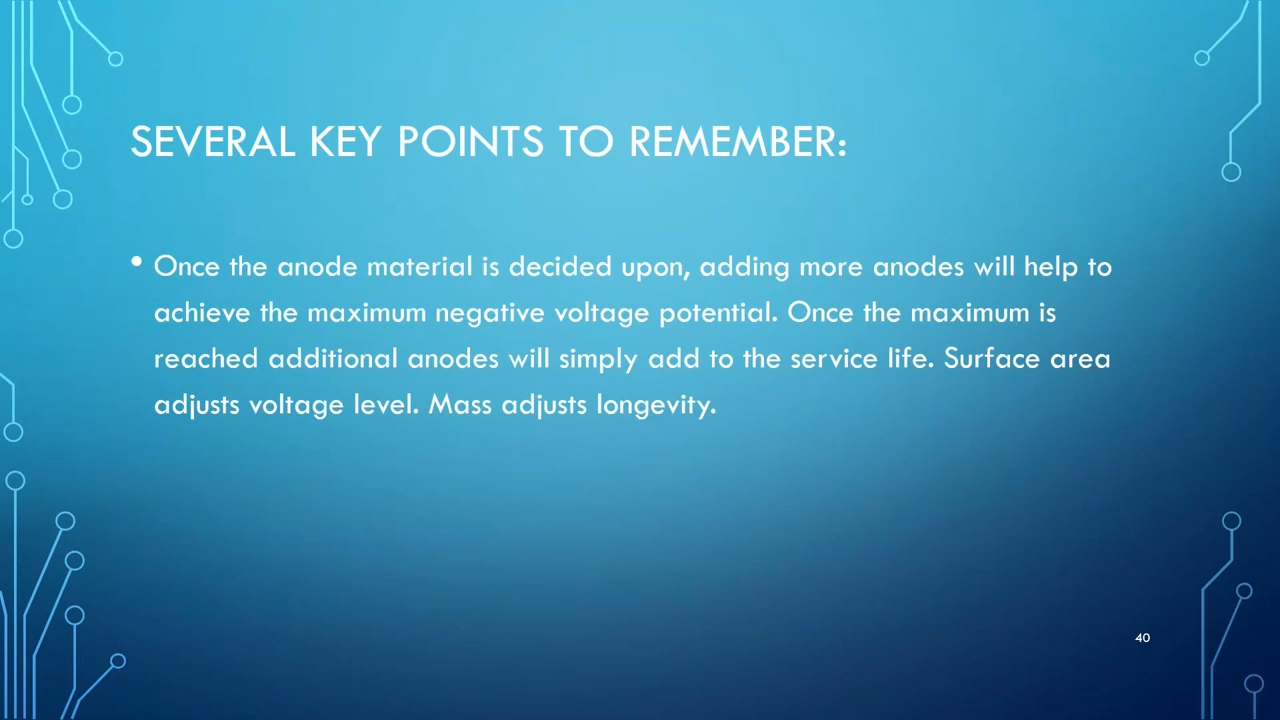 SEVERAL KEY POINTS TO REMEMBER:
• Once the anode material is decided upon, adding more anodes will help to
achieve the maximum negative voltage potential. Once the maximum is
reached additional anodes will simply add to the service life. Surface area
adjusts voltage level. Mass adjusts longevity.
40